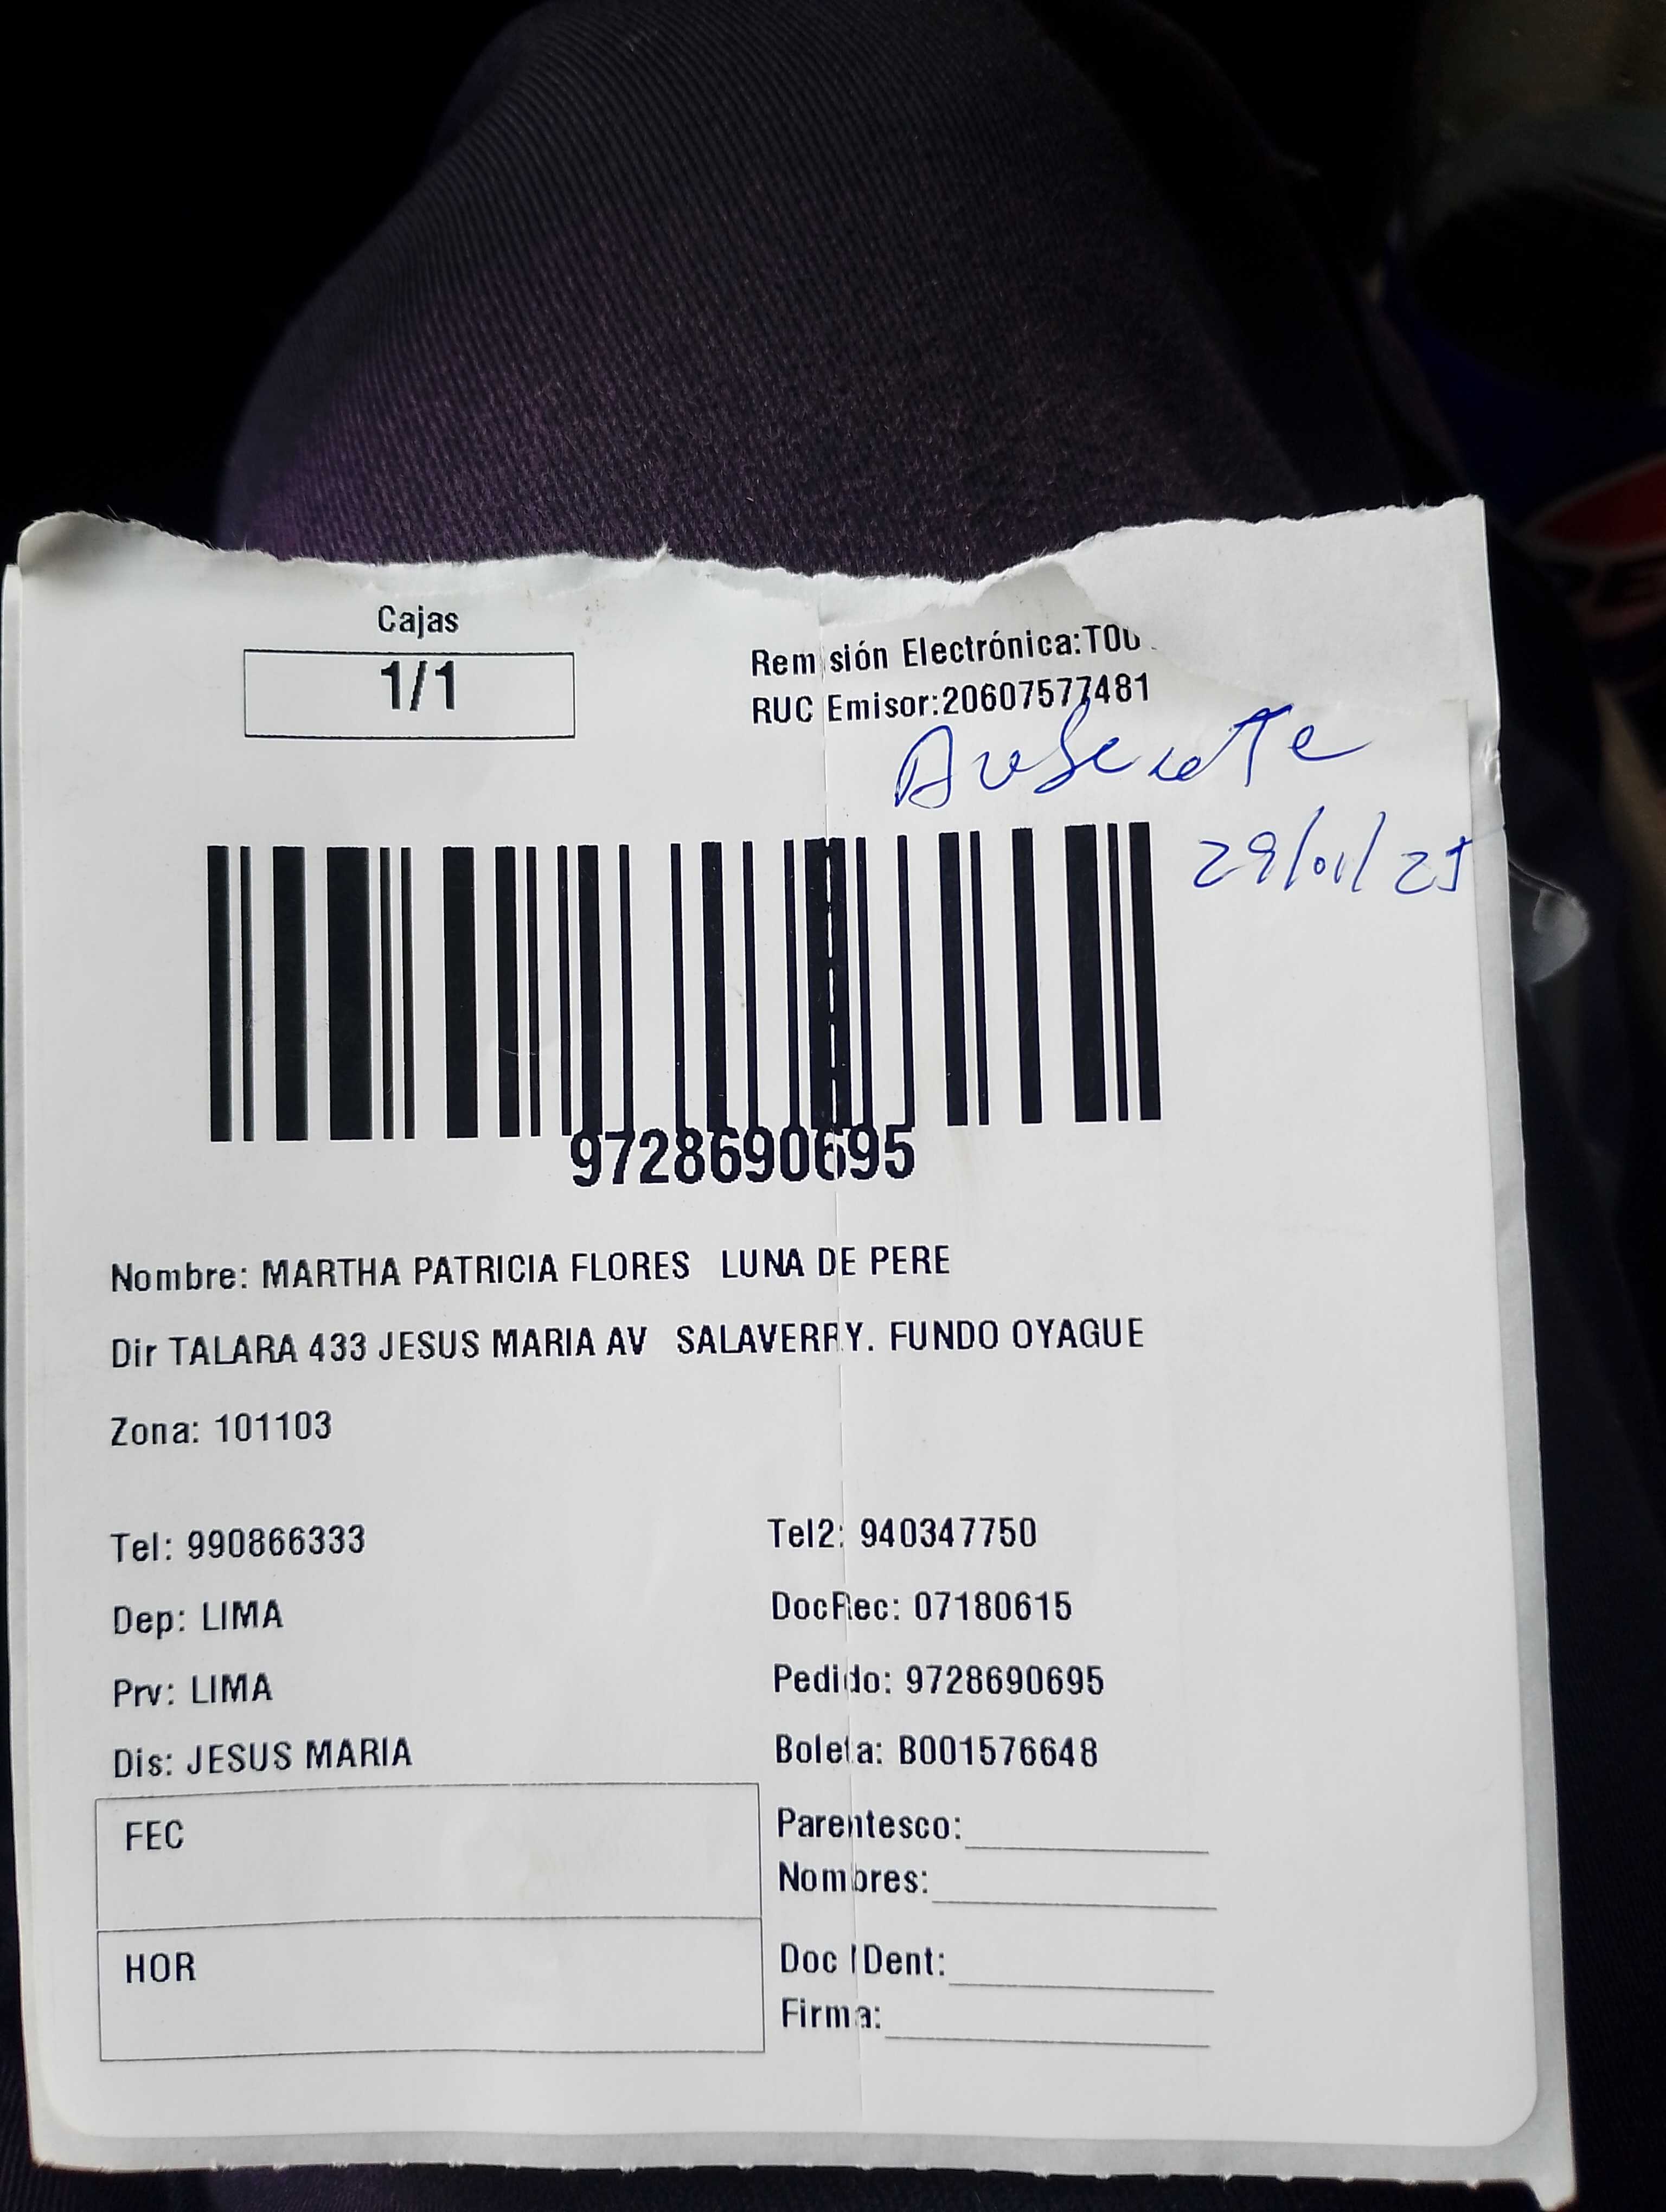 Cajas
1/1
Remisión Electrónica:T00
RUC Emisor:20607577481
Ausente
29/01/25
9728690695
Nombre: MARTHA PATRICIA FLORES LUNA DE PERE
Dir TALARA 433 JESUS MARIA AV SALAVERRY. FUNDO OYAGUE
Zona: 101103
Tel: 990866333
Tel2: 940347750
Dep: LIMA
DocRec: 07180615
Prv: LIMA
Pedido: 9728690695
Dis: JESUS MARIA
Boleta: B001576648
FEC
Parentesco:
Nombres:
HOR
Doc IDent:
Firma: